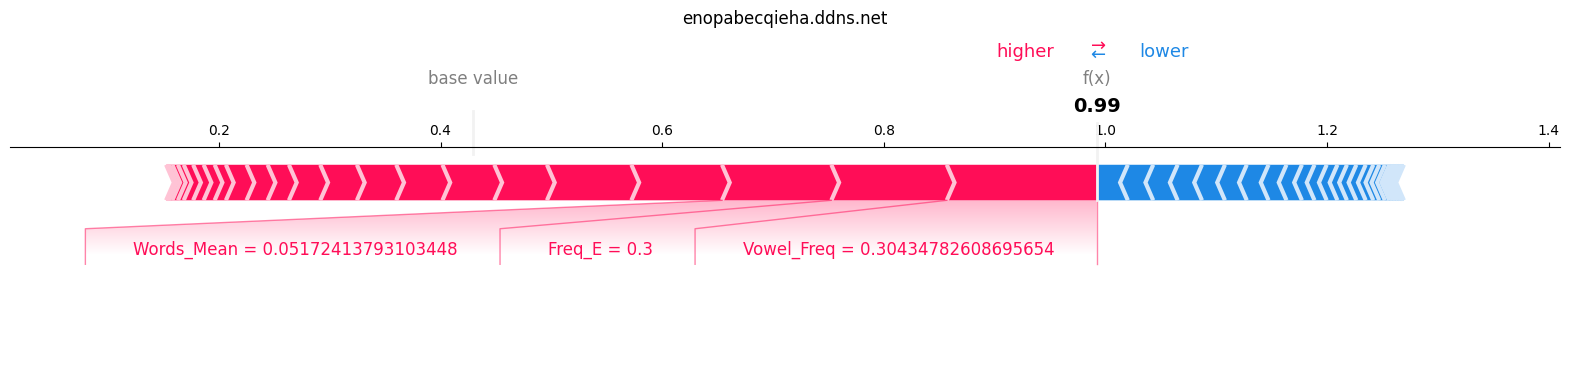 enopabecqieha.ddns.net
higher → lower
←
base value f(x)
0.99
0.2 0.4 0.6 0.8 1.0 1.2 1.4
Words_Mean = 0.05172413793103448 Freq_E = 0.3 Vowel_Freq = 0.30434782608695654